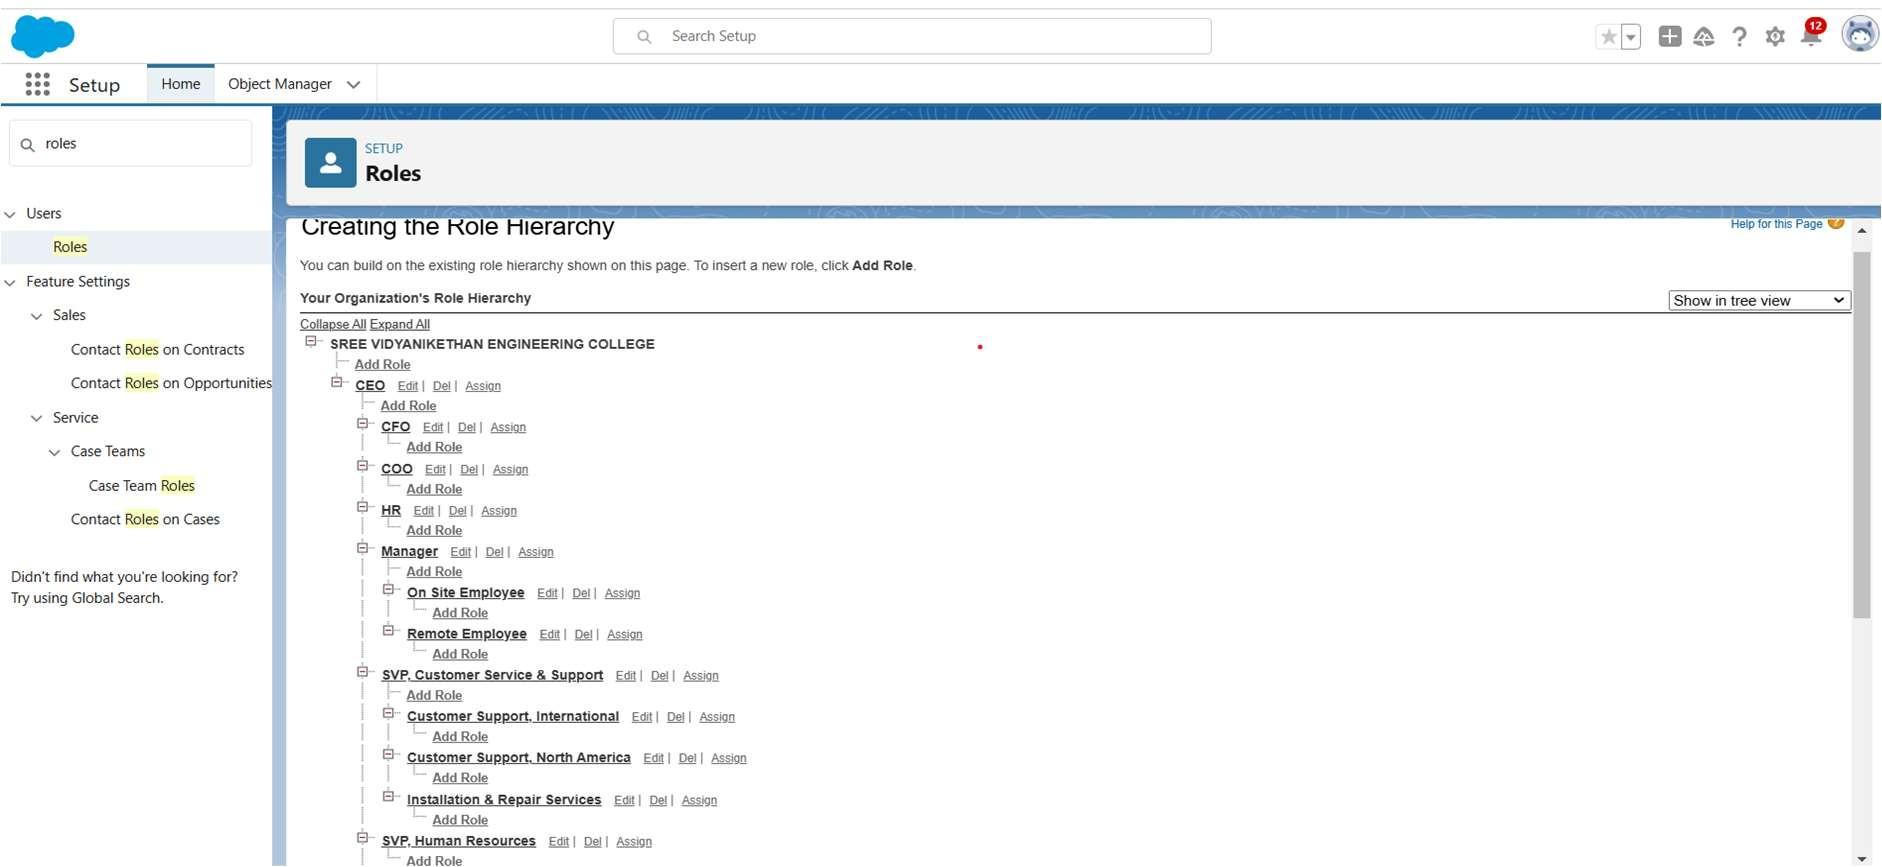 Search Setup
12
Setup
Home
Object Manager
roles
Users
Roles
Feature Settings
Sales
Contact Roles on Contracts
Contact Roles on Opportunities
Service
Case Teams
Case Team Roles
Contact Roles on Cases
Didn't find what you're looking for?
Try using Global Search.
SETUP
Roles
Creating the Role Hierarchy
Help for this Page
You can build on the existing role hierarchy shown on this page. To insert a new role, click Add Role.
Your Organization's Role Hierarchy
Show in tree view
Collapse All Expand All
SREE VIDYANIKETHAN ENGINEERING COLLEGE
Add Role
CEO Edit | Del | Assign
Add Role
CFO Edit | Del | Assign
Add Role
COO Edit | Del | Assign
Add Role
HR Edit | Del | Assign
Add Role
Manager Edit | Del | Assign
Add Role
On Site Employee Edit | Del | Assign
Add Role
Remote Employee Edit | Del | Assign
Add Role
SVP, Customer Service & Support Edit | Del | Assign
Add Role
Customer Support, International Edit | Del | Assign
Add Role
Customer Support, North America Edit | Del | Assign
Add Role
Installation & Repair Services Edit | Del | Assign
Add Role
SVP, Human Resources Edit | Del | Assign
Add Role